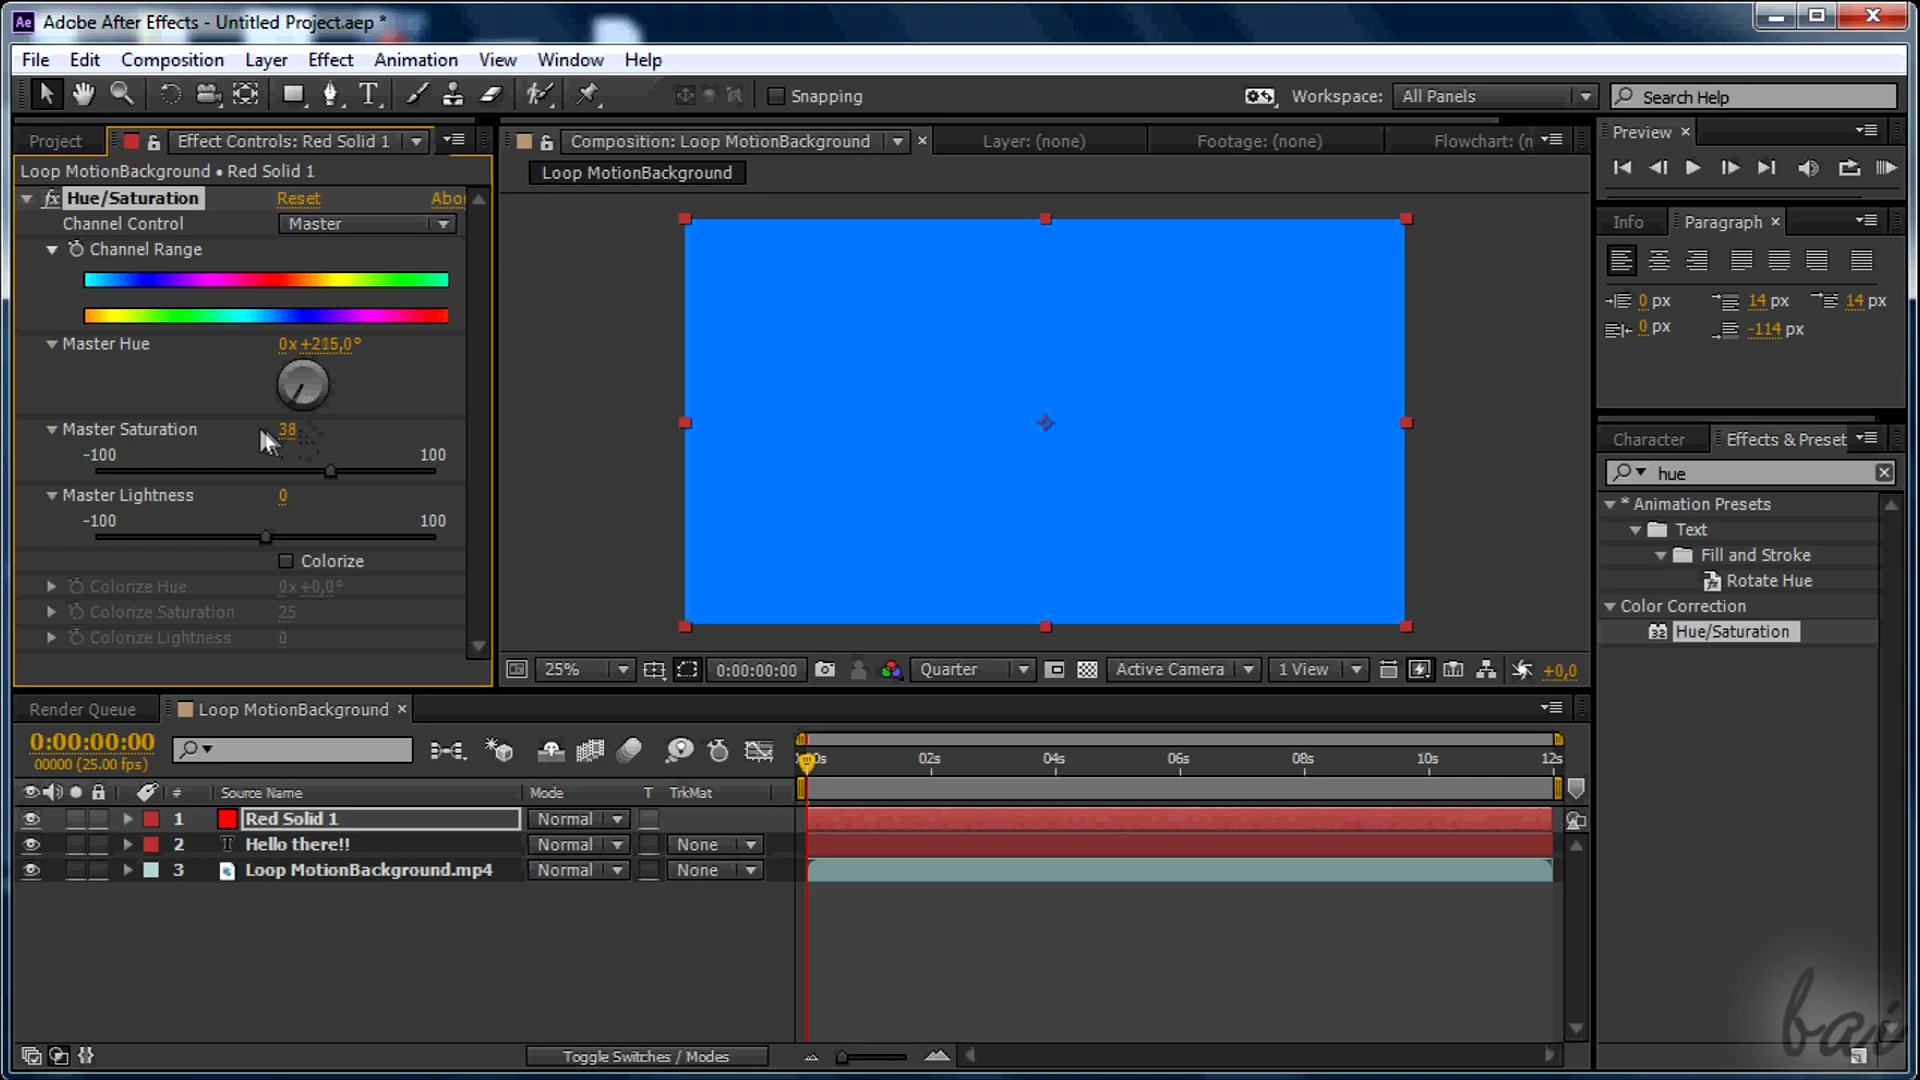 Ae Adobe After Effects - Untitled Project.aep *
File Edit Composition Layer Effect Animation View Window Help
T Snapping Workspace: All Panels Search Help
Project Effect Controls: Red Solid 1
Loop MotionBackground • Red Solid 1
fx Hue/Saturation Reset Abo
Channel Control Master
Channel Range
Master Hue 0x +215,0°
Master Saturation 38
-100 100
Master Lightness 0
-100 100
Colorize
Colorize Hue 0x +0,0°
Colorize Saturation 25
Colorize Lightness 0
Composition: Loop MotionBackground × Layer: (none) Footage: (none) Flowchart: (n
Loop MotionBackground
25% 0:00:00:00 Quarter Active Camera 1 View +0,0
Preview ×
Info Paragraph ×
0 px 14 px 14 px
0 px -114 px
Character Effects & Preset
hue
* Animation Presets
Text
Fill and Stroke
Rotate Hue
Color Correction
32 Hue/Saturation
Render Queue Loop MotionBackground ×
0:00:00:00
00000 (25.00 fps)
02s 04s 06s 08s 10s 12s
# Source Name Mode T TrkMat
1 Red Solid 1 Normal
2 T Hello there!! Normal None
3 Loop MotionBackground.mp4 Normal None
Toggle Switches / Modes
bai